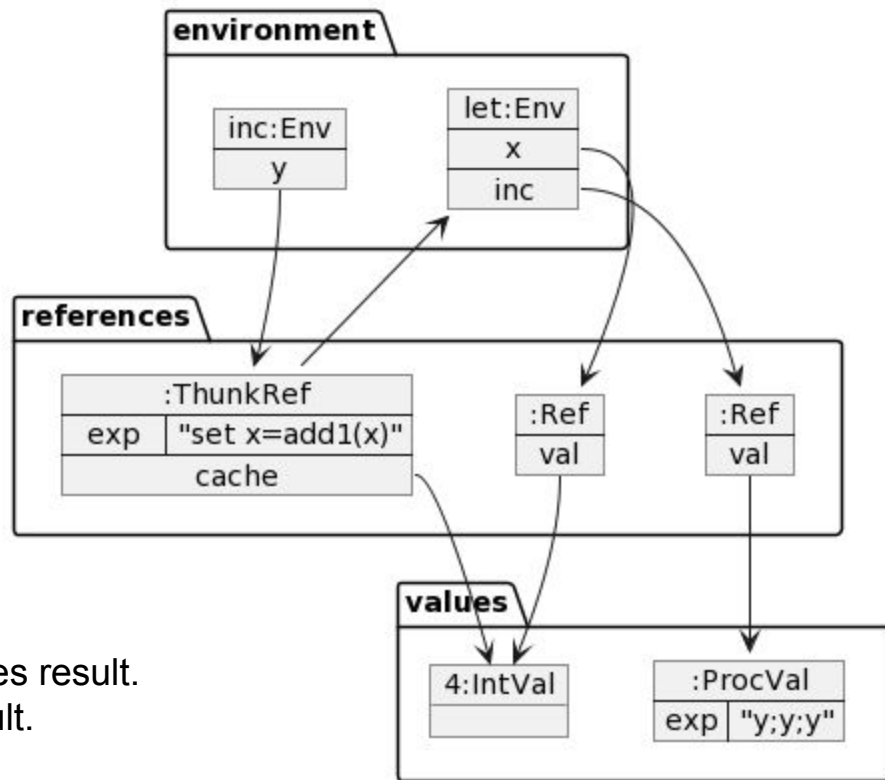 environment
inc:Env
y
let:Env
x
inc
references
:ThunkRef
exp "set x=add1(x)"
cache
:Ref
val
:Ref
val
es result.
ult.
values
4:IntVal
:ProcVal
exp "y;y;y"